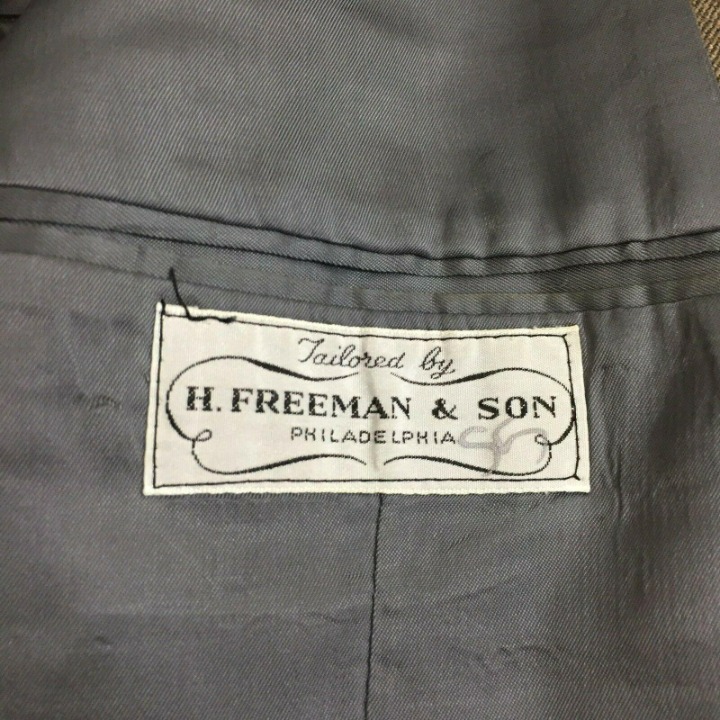 Tailored by
H. FREEMAN & SON
PHILADELPHIA